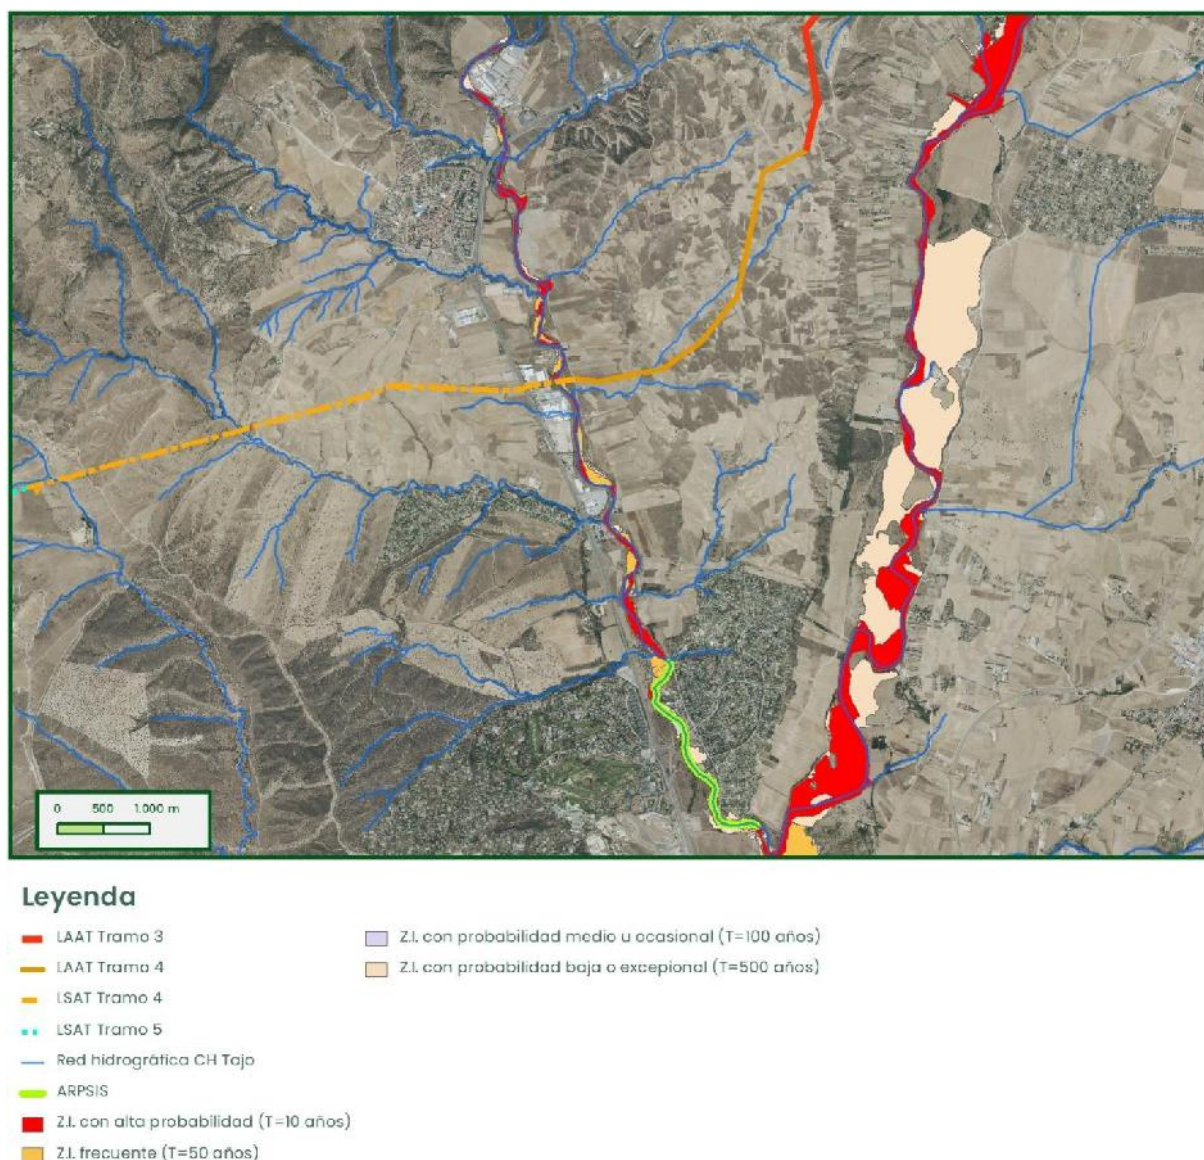 0 500 1.000 m
Leyenda
LAAT Tramo 3
LAAT Tramo 4
LSAT Tramo 4
LSAT Tramo 5
Red hidrográfica CH Tajo
ARPSIS
Z.I. con alta probabilidad (T=10 años)
Z.I. frecuente (T=50 años)
Z.I. con probabilidad medio u ocasional (T=100 años)
Z.I. con probabilidad baja o excepional (T=500 años)